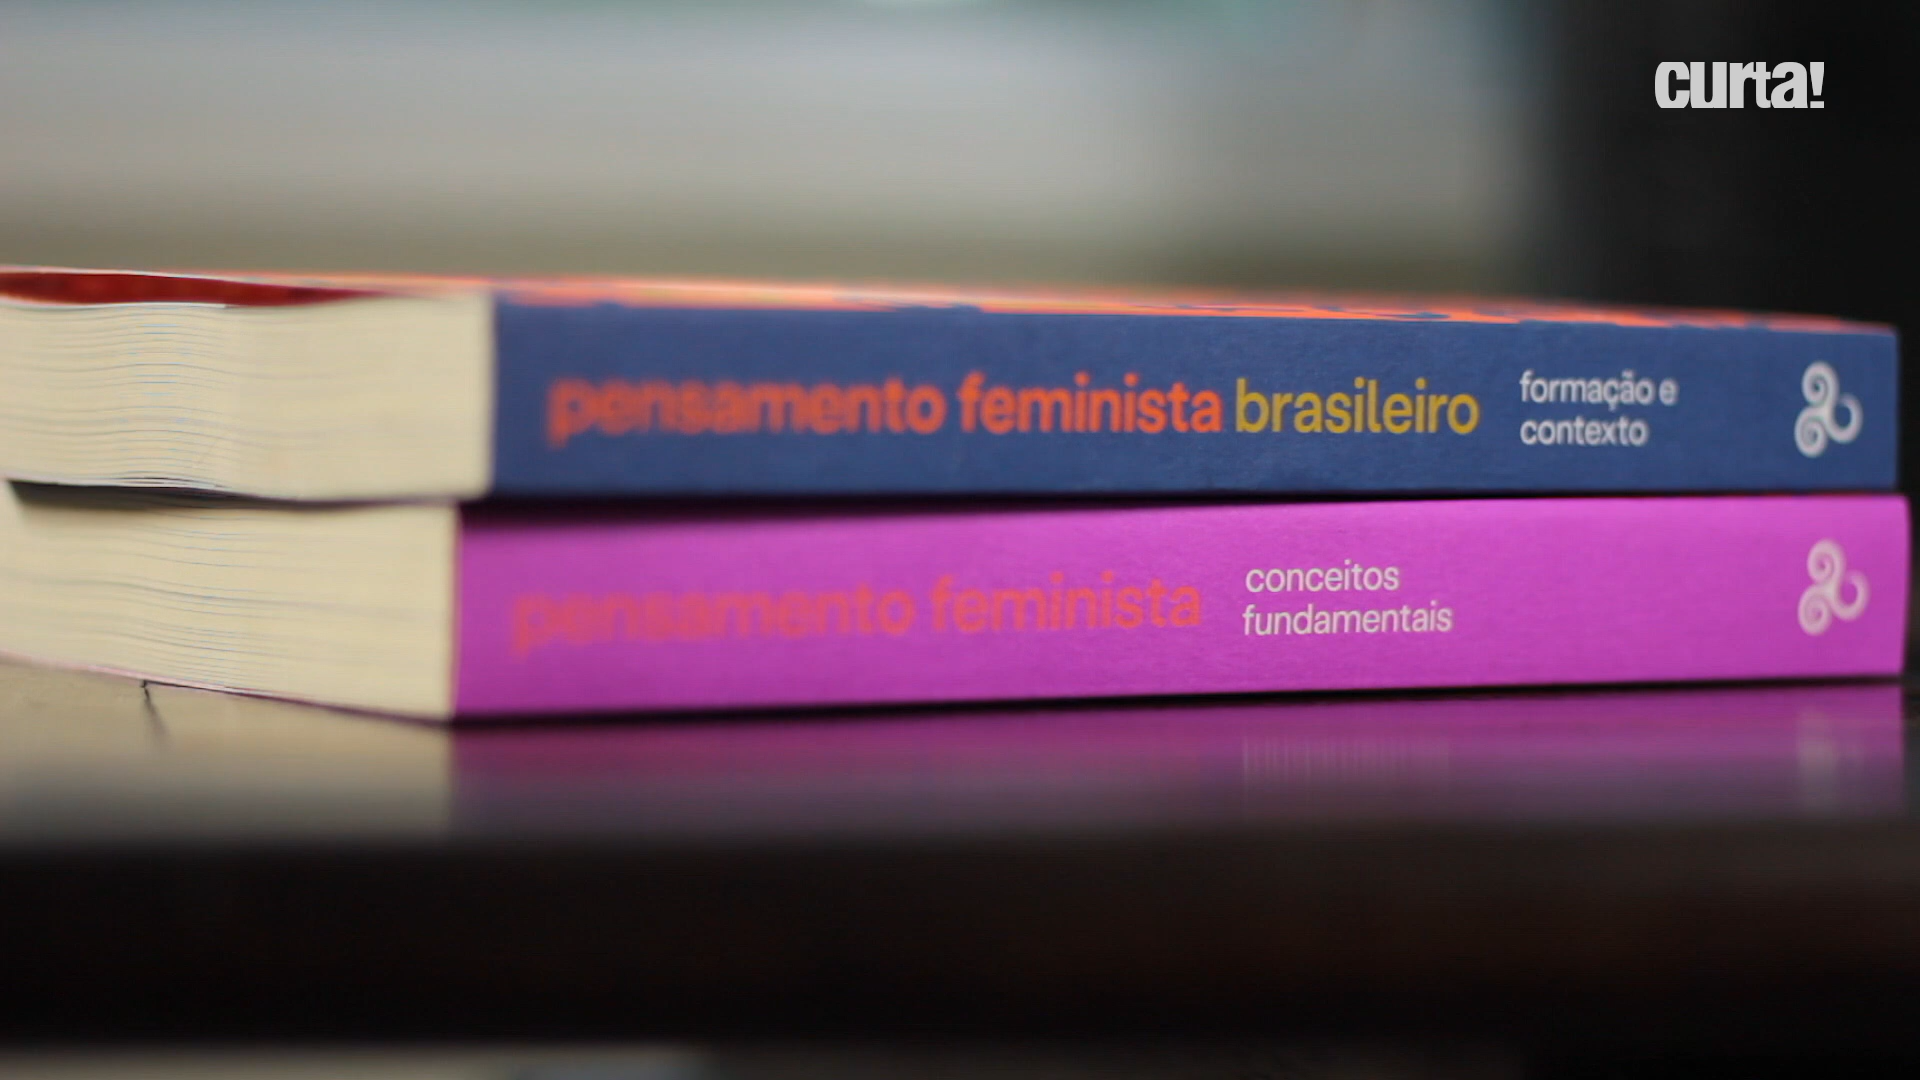 curta!
pensamento feminista brasileiro
formação e
contexto
pensamento feminista
conceitos
fundamentais